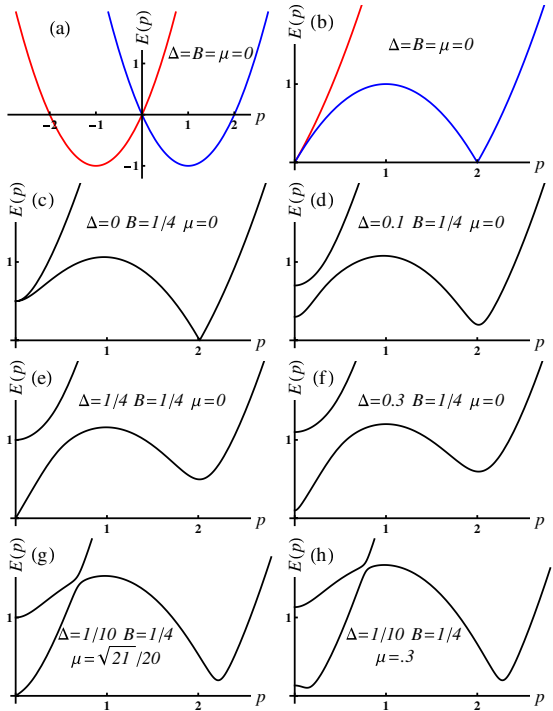 (a)
E(p)
Δ=B=μ=0
1
−2
−1
1
2
p
−1
(b)
E(p)
Δ=B=μ=0
1
1
2
p
(c)
E(p)
Δ=0 B=1/4 μ=0
1
1
2
p
(d)
E(p)
Δ=0.1 B=1/4 μ=0
1
1
2
p
(e)
E(p)
Δ=1/4 B=1/4 μ=0
1
1
2
p
(f)
E(p)
Δ=0.3 B=1/4 μ=0
1
1
2
p
(g)
E(p)
1
Δ=1/10 B=1/4
μ=√21/20
1
2
p
(h)
E(p)
1
Δ=1/10 B=1/4
μ=.3
1
2
p